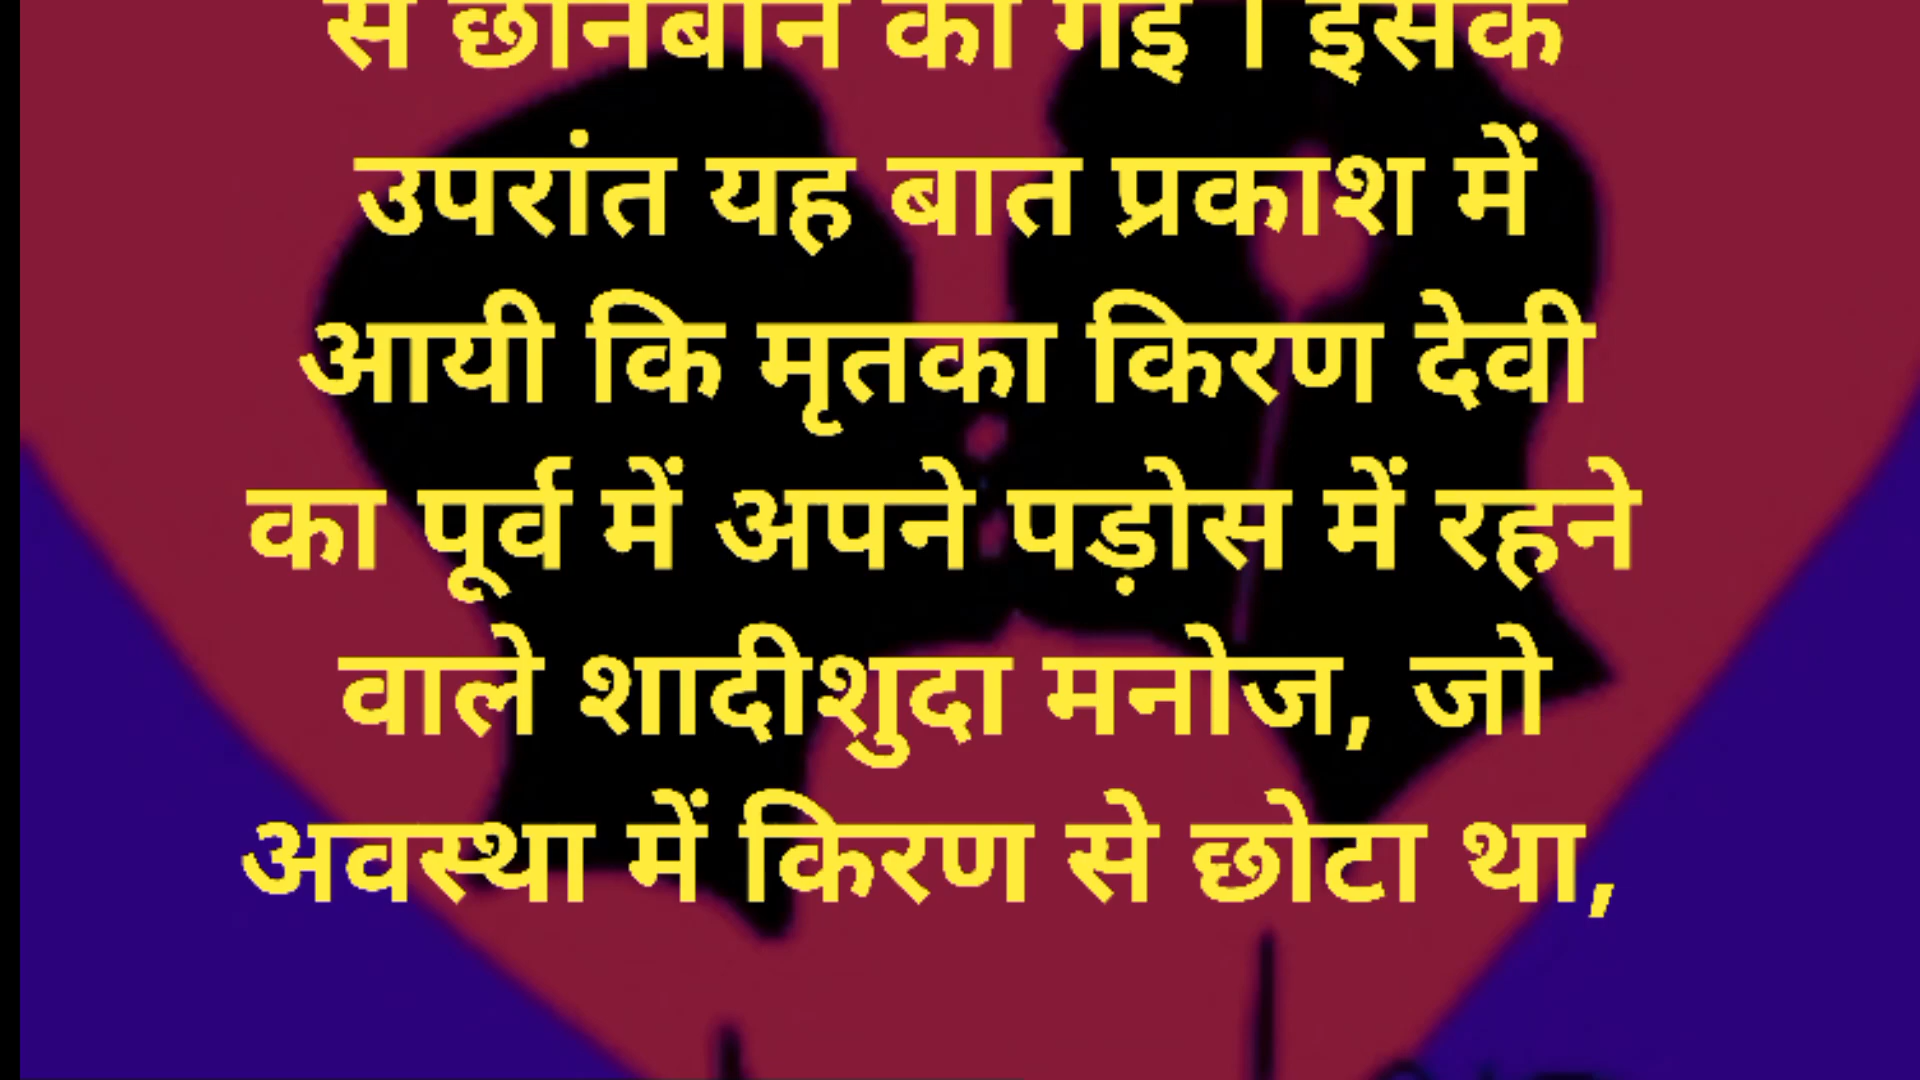 से छानबीन की गई । इसके
उपरांत यह बात प्रकाश में
आयी कि मृतका किरण देवी
का पूर्व में अपने पड़ोस में रहने
वाले शादीशुदा मनोज, जो
अवस्था में किरण से छोटा था,